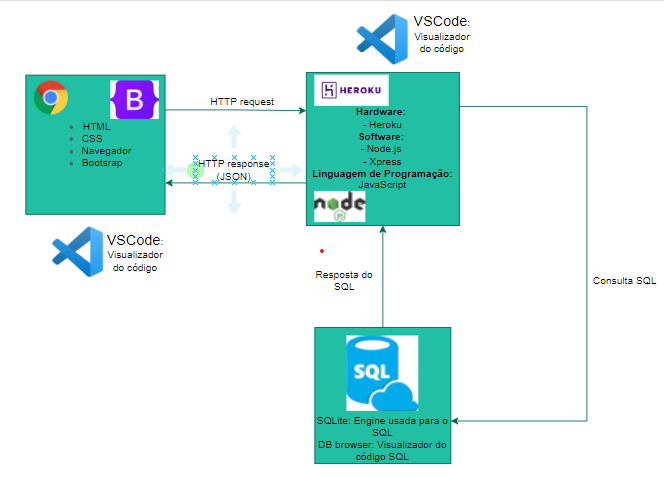 VSCode:
Visualizador
do código
HEROKU
Hardware:
- Heroku
Software:
- Node.js
- Xpress
Linguagem de Programação:
JavaScript
node
JS
B
HTML
CSS
Navegador
Bootsrap
HTTP request
HTTP response
(JSON)
VSCode:
Visualizador
do código
Resposta do
SQL
Consulta SQL
SQL
SQLite: Engine usada para o
SQL
DB browser: Visualizador do
código SQL